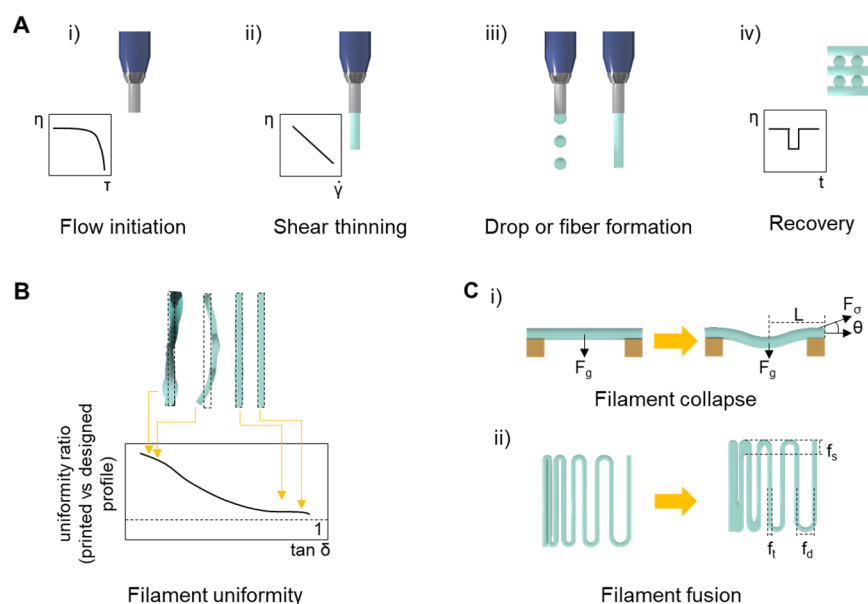 A
i)
ii)
iii)
iv)
η
τ
η
γ̇
η
t
Flow initiation
Shear thinning
Drop or fiber formation
Recovery
B
uniformity ratio
(printed vs designed
profile)
1
tan δ
Filament uniformity
C
i)
Fg
L
Fσ
θ
Fg
Filament collapse
ii)
fs
ft
fd
Filament fusion